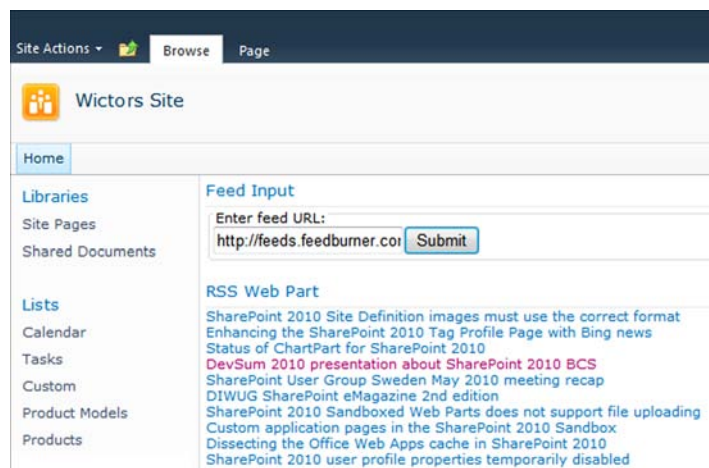 Site Actions
Browse
Page
Wictors Site
Home
Libraries
Site Pages
Shared Documents
Lists
Calendar
Tasks
Custom
Product Models
Products
Feed Input
Enter feed URL:
http://feeds.feedburner.cor
Submit
RSS Web Part
SharePoint 2010 Site Definition images must use the correct format
Enhancing the SharePoint 2010 Tag Profile Page with Bing news
Status of ChartPart for SharePoint 2010
DevSum 2010 presentation about SharePoint 2010 BCS
SharePoint User Group Sweden May 2010 meeting recap
DIWUG SharePoint eMagazine 2nd edition
SharePoint 2010 Sandboxed Web Parts does not support file uploading
Custom application pages in the SharePoint 2010 Sandbox
Dissecting the Office Web Apps cache in SharePoint 2010
SharePoint 2010 user profile properties temporarily disabled